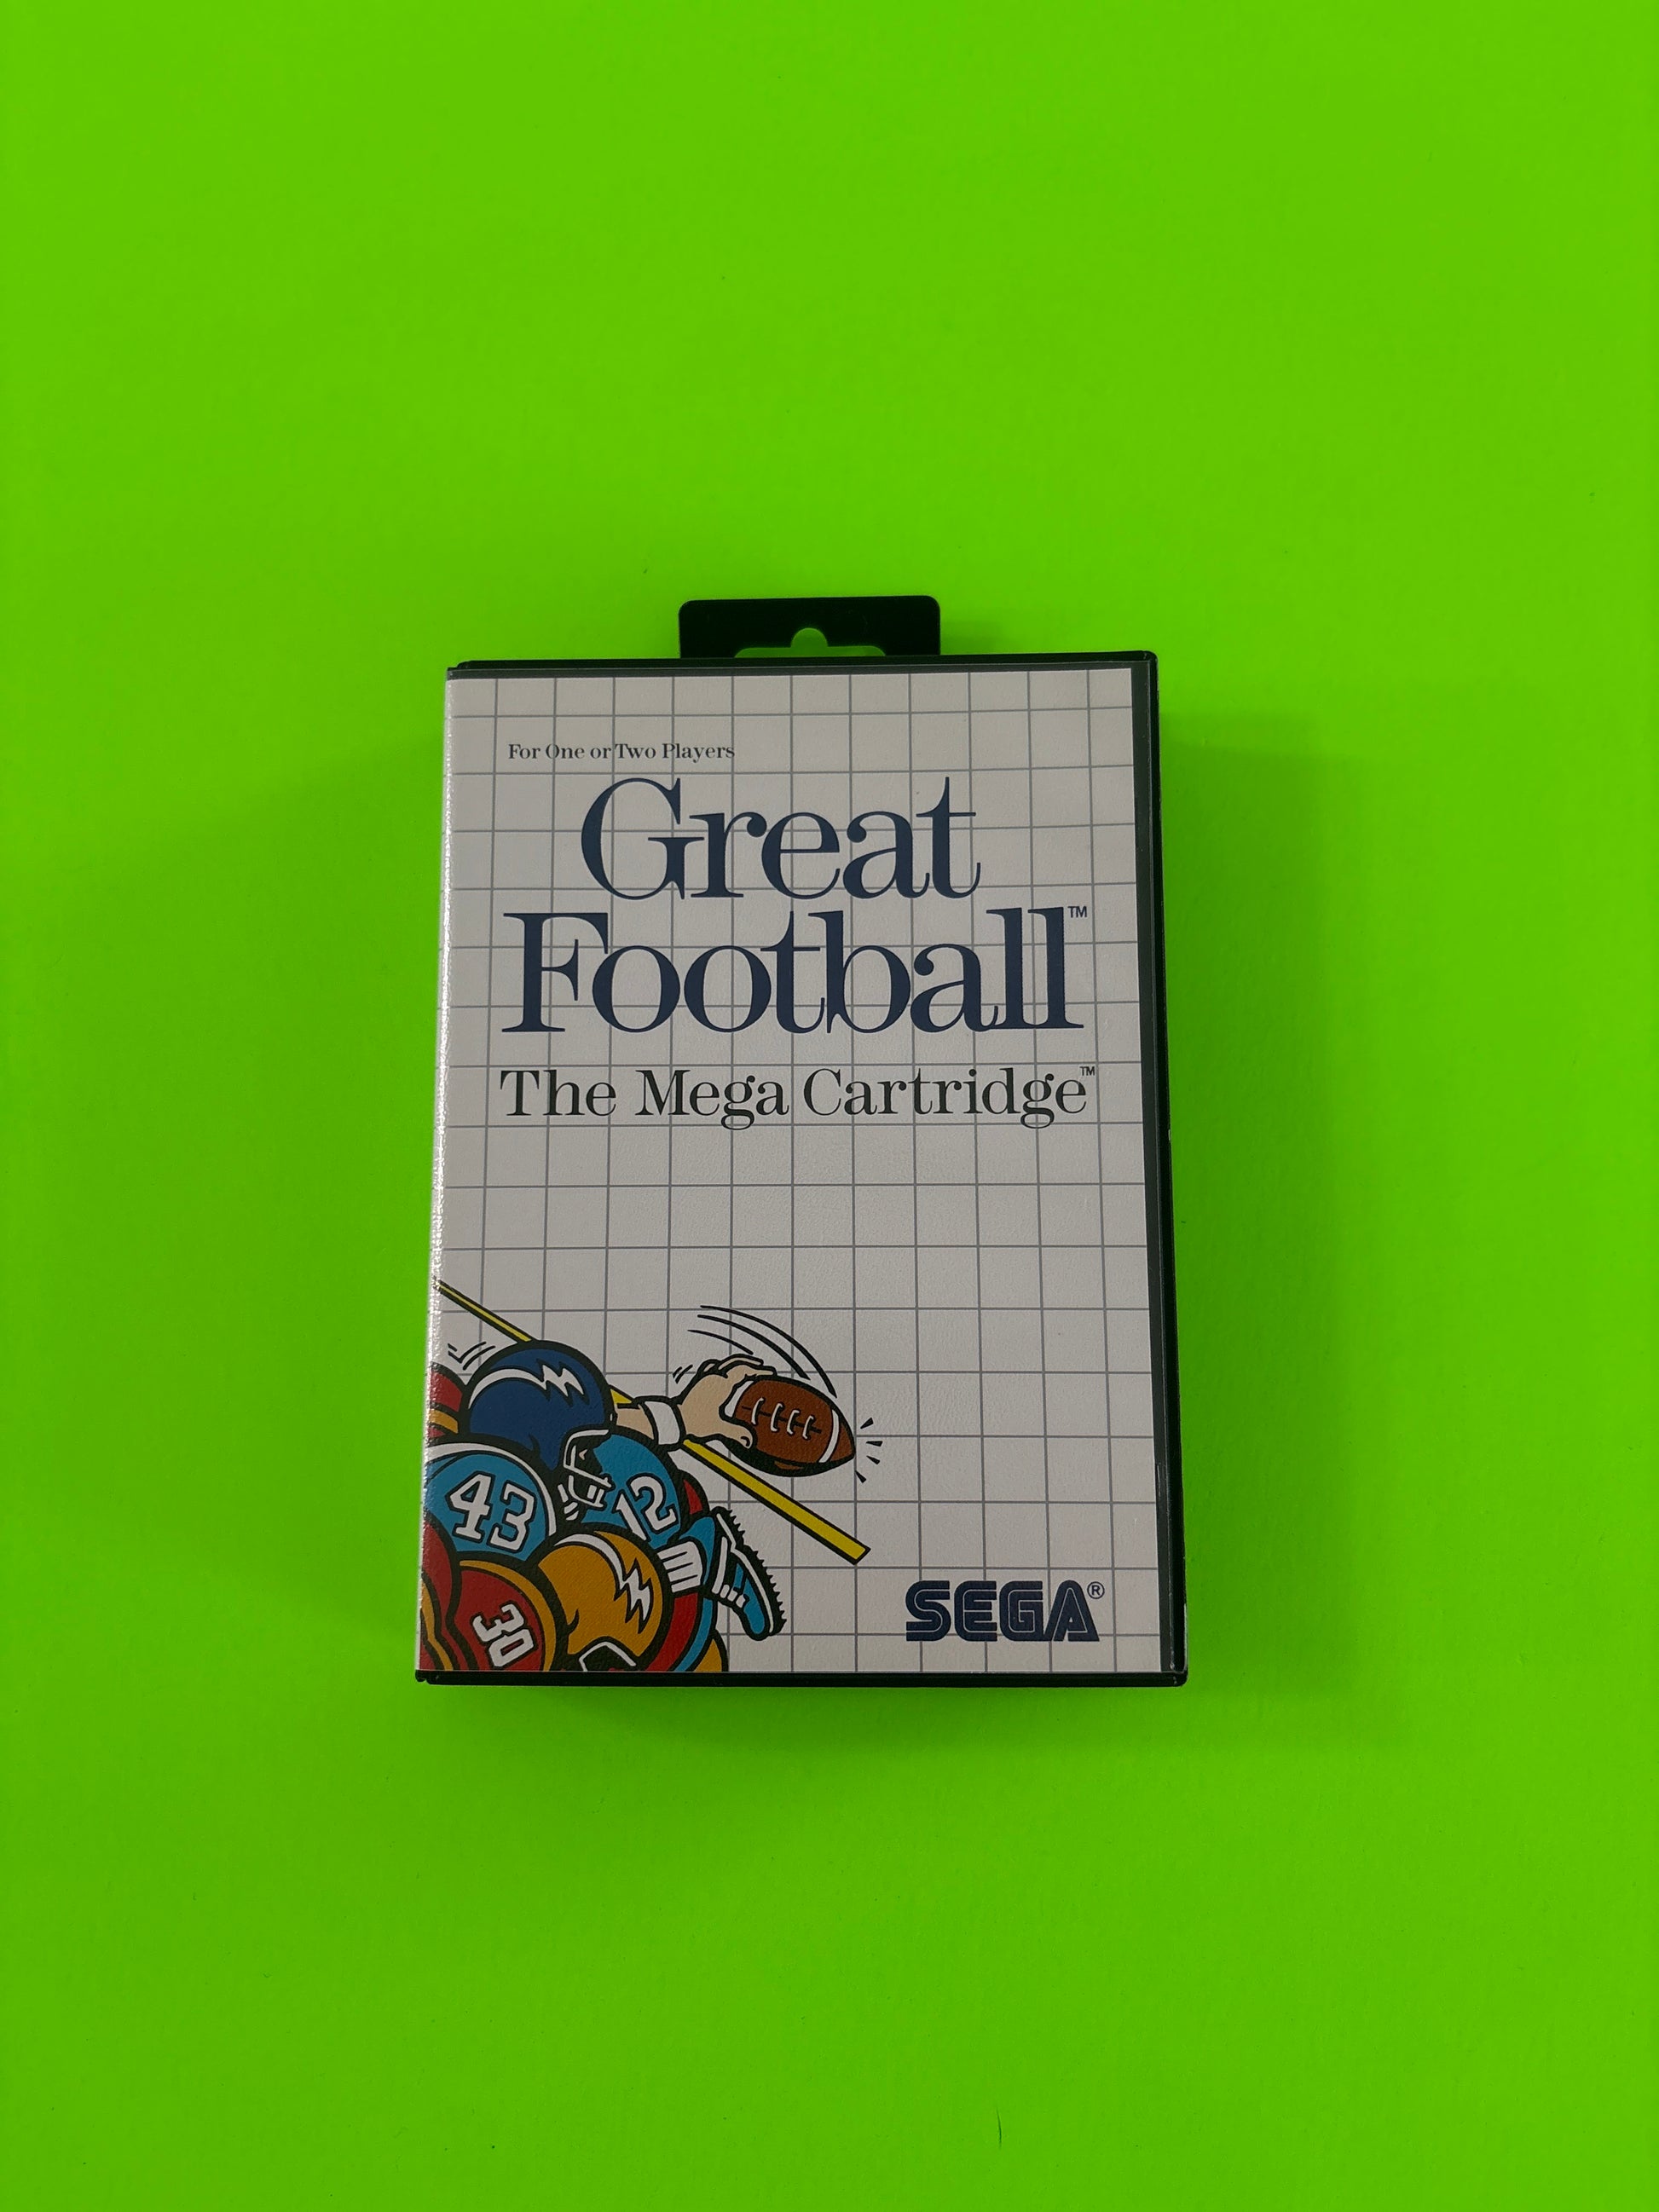 For One or Two Players
Great
Football™
The Mega Cartridge™
43
12
30
SEGA®